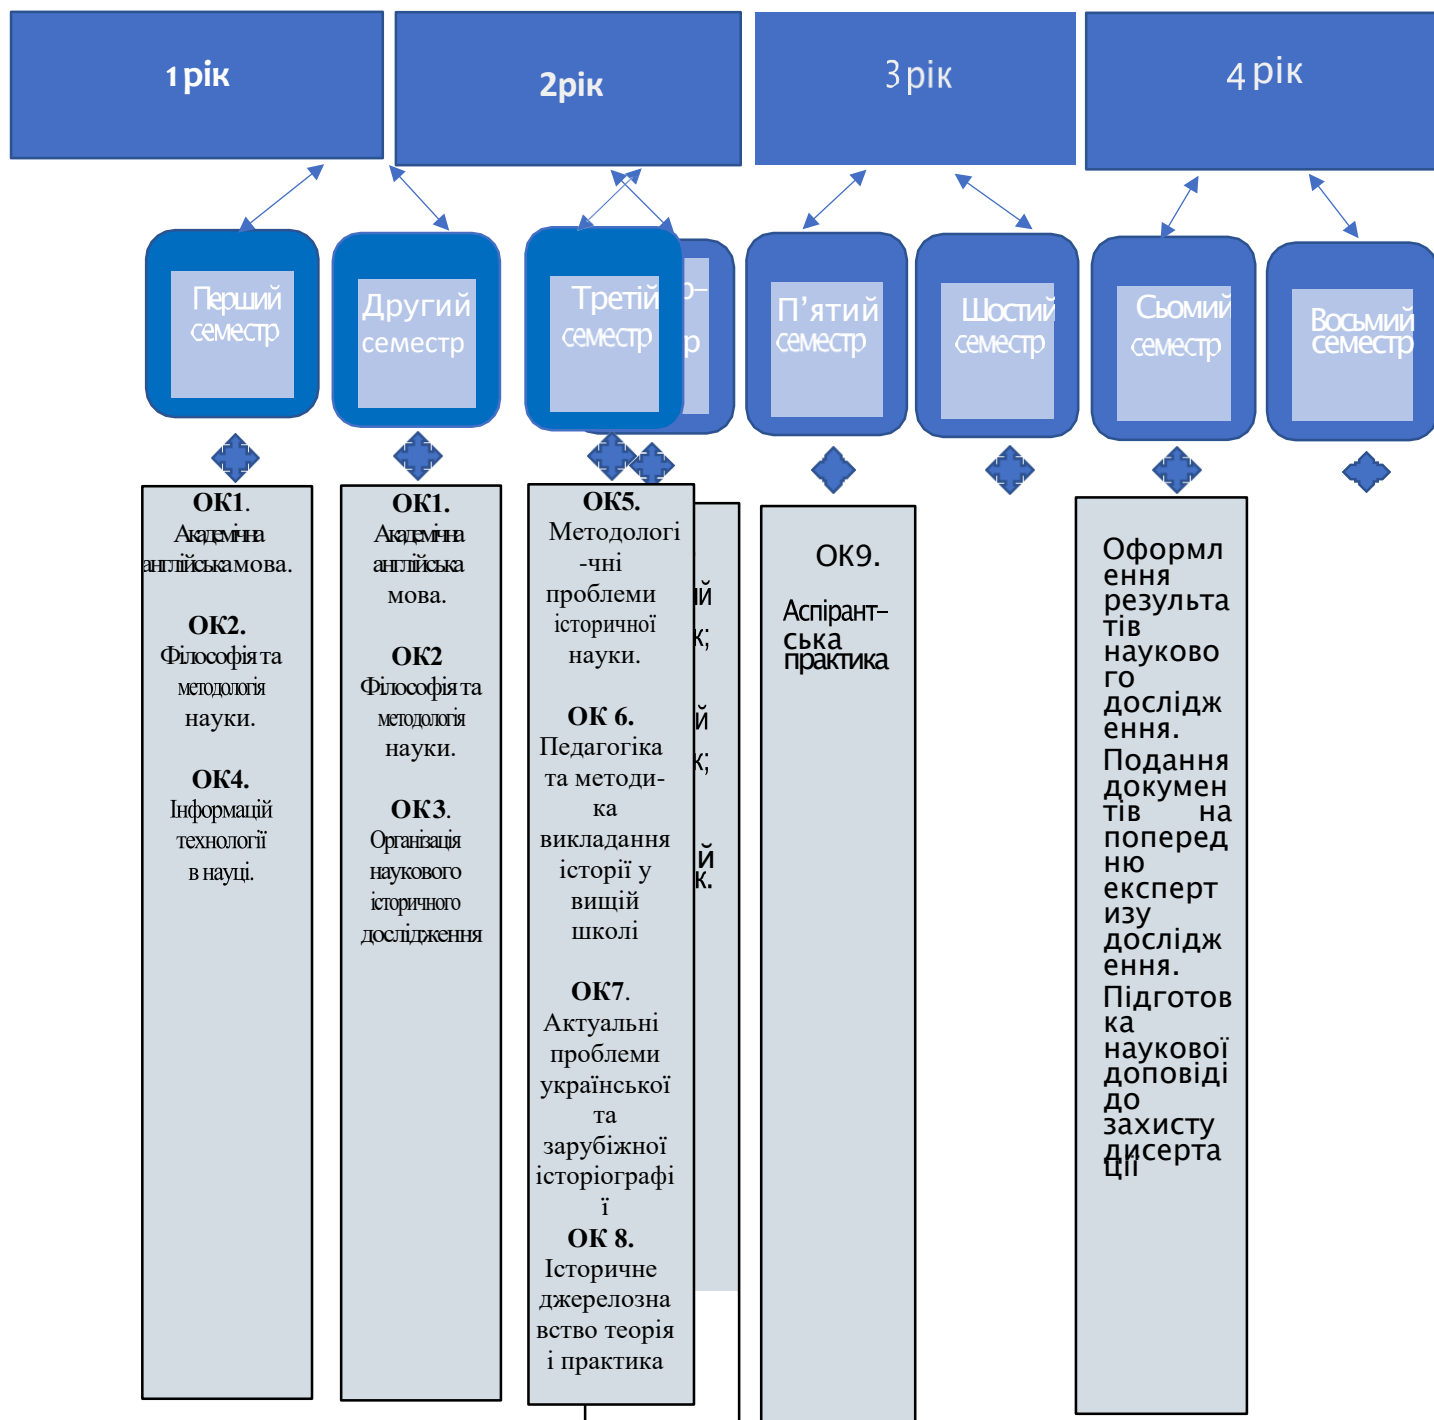 1 рік
2рік
3 рік
4 рік
Перший
семестр
Другий
семестр
Третій
семестр
П’ятий
семестр
Шостий
семестр
Сьомий
семестр
Восьмий
семестр
ОК1.
Академічна
англійська мова.
ОК2.
Філософія та
методологія
науки.
ОК4.
Інформацій
технології
в науці.
ОК1.
Академічна
англійська
мова.
ОК2
Філософія та
методологія
науки.
ОК3.
Організація
наукового
історичного
дослідження
ОК5.
Методологі
-чні
проблеми
історичної
науки.
ОК 6.
Педагогіка
та методи-
ка
викладання
історії у
вищій
школі
ОК7.
Актуальні
проблеми
української
та
зарубіжної
історіографі
ї
ОК 8.
Історичне
джерелозна
вство теорія
і практика
ОК9.
Аспірант–
ська
практика
Оформл
ення
результа
тів
науково
го
дослідж
ення.
Подання
докумен
тів на
поперед
ню
експерт
изу
дослідж
ення.
Підготов
ка
наукової
доповіді
до
захисту
дисерта
ції